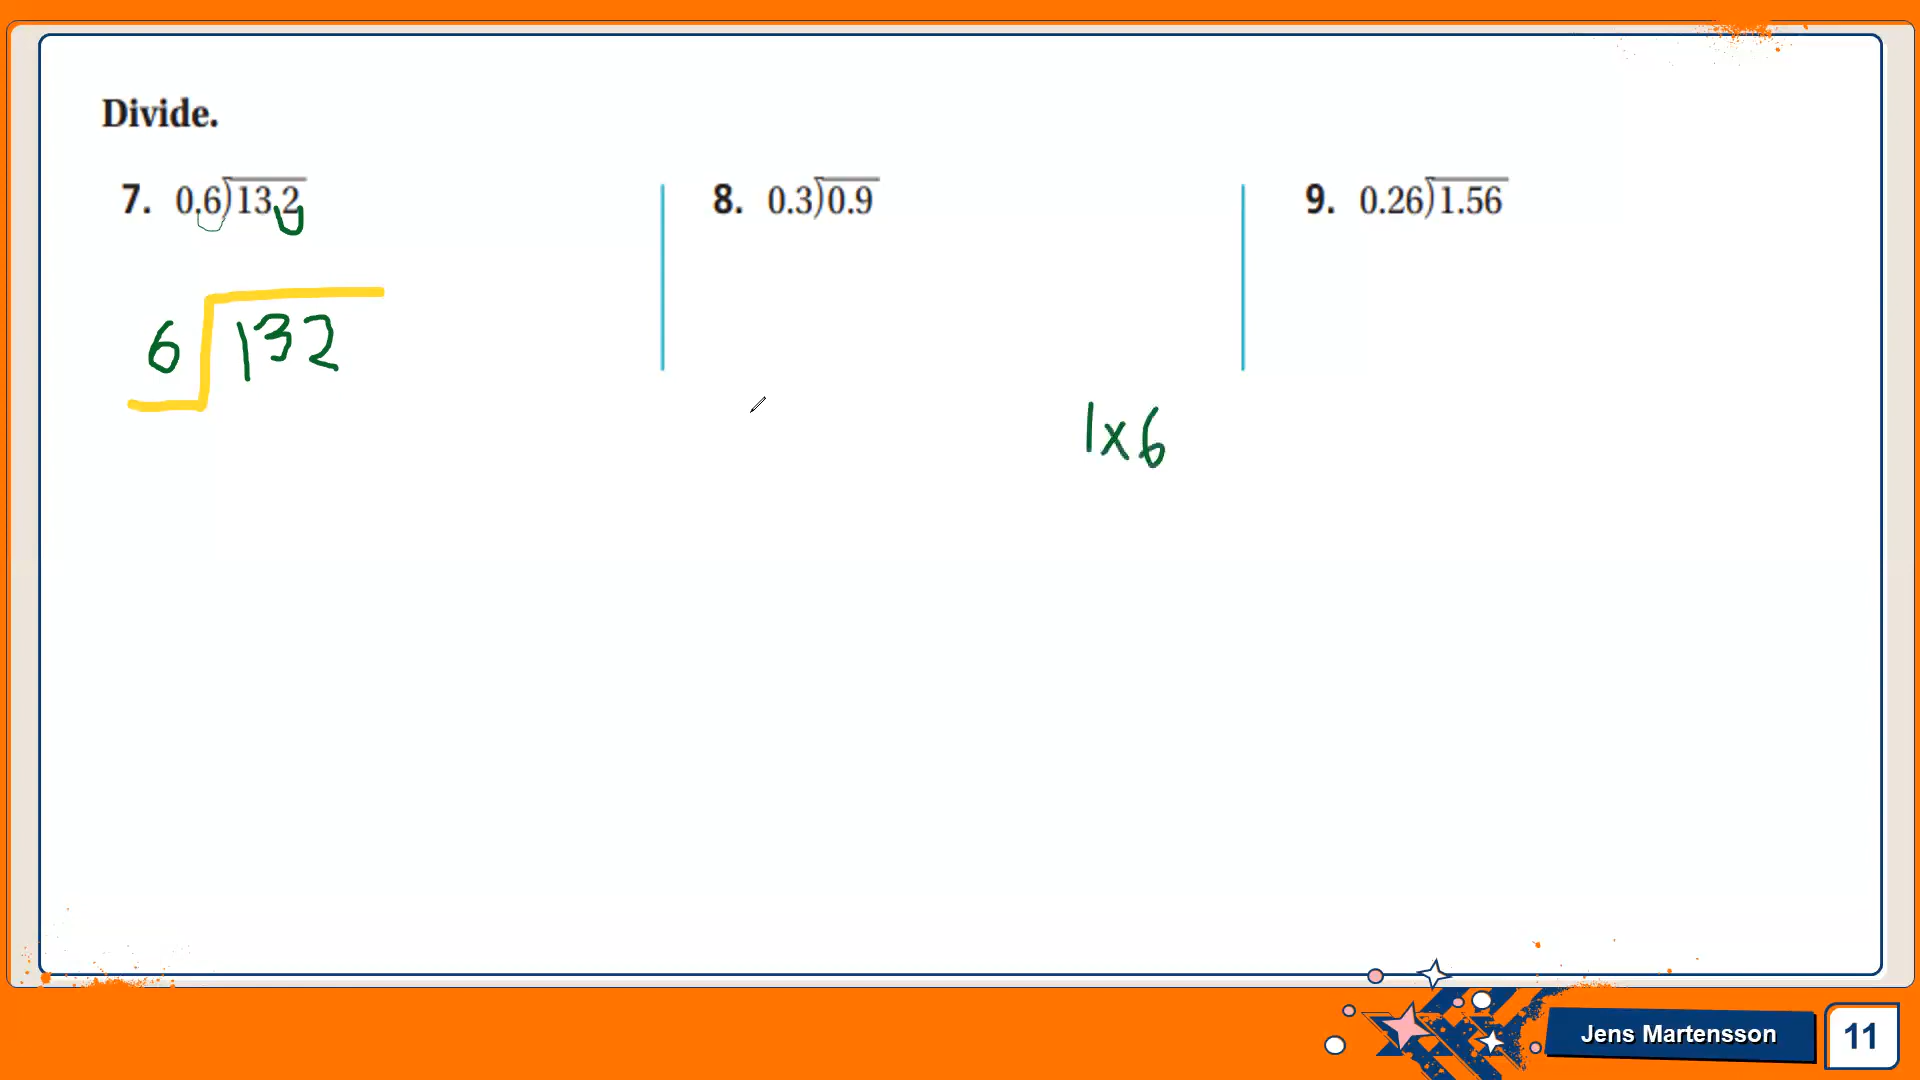 Divide.
7. 0.6)13.2
8. 0.3)0.9
9. 0.26)1.56
6 132
1x6
Jens Martensson
11